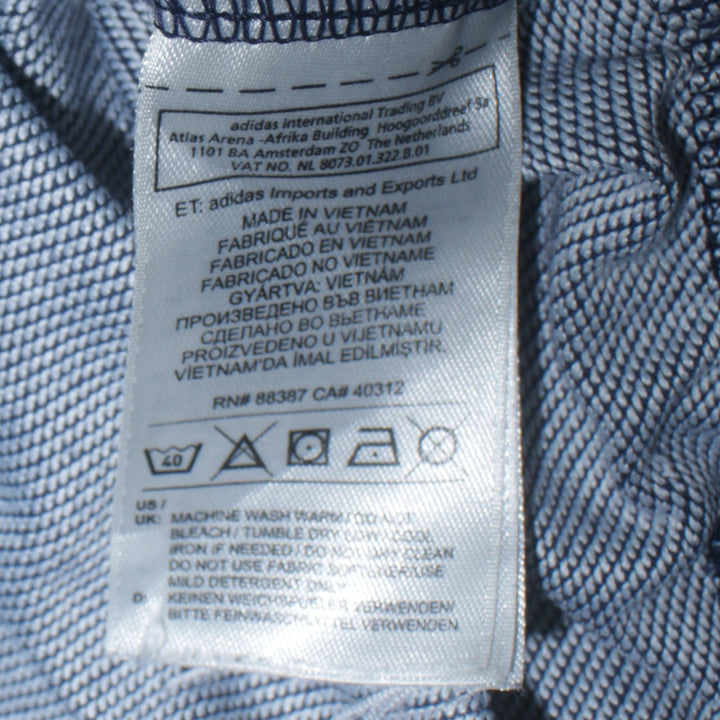 adidas International Trading BV
Atlas Arena -Afrika Building Hoogoorddreef 9a
1101 BA Amsterdam ZO The Netherlands
VAT NO. NL 8073.01.322.B.01
ET: adidas Imports and Exports Ltd
MADE IN VIETNAM
FABRIQUÉ AU VIÊTNAM
FABRICADO EN VIETNAM
FABRICADO NO VIETNAME
GYÁRTVA: VIETNÁM
ПРОИЗВЕДЕНО ВЪВ ВИЕТНАМ
СДЕЛАНО ВО ВЬЕТНАМЕ
PROIZVEDENO U VIJETNAMU
VİETNAM'DA İMAL EDİLMİŞTİR.
RN# 88387 CA# 40312
40
US /
UK: MACHINE WASH WARM / DO NOT
BLEACH / TUMBLE DRY LOW / COOL
IRON IF NEEDED / DO NOT DRY CLEAN
DO NOT USE FABRIC SOFTENER/USE
MILD DETERGENT ONLY
D: KEINEN WEICHSPÜLER VERWENDEN/
BITTE FEINWASCHMITTEL VERWENDEN